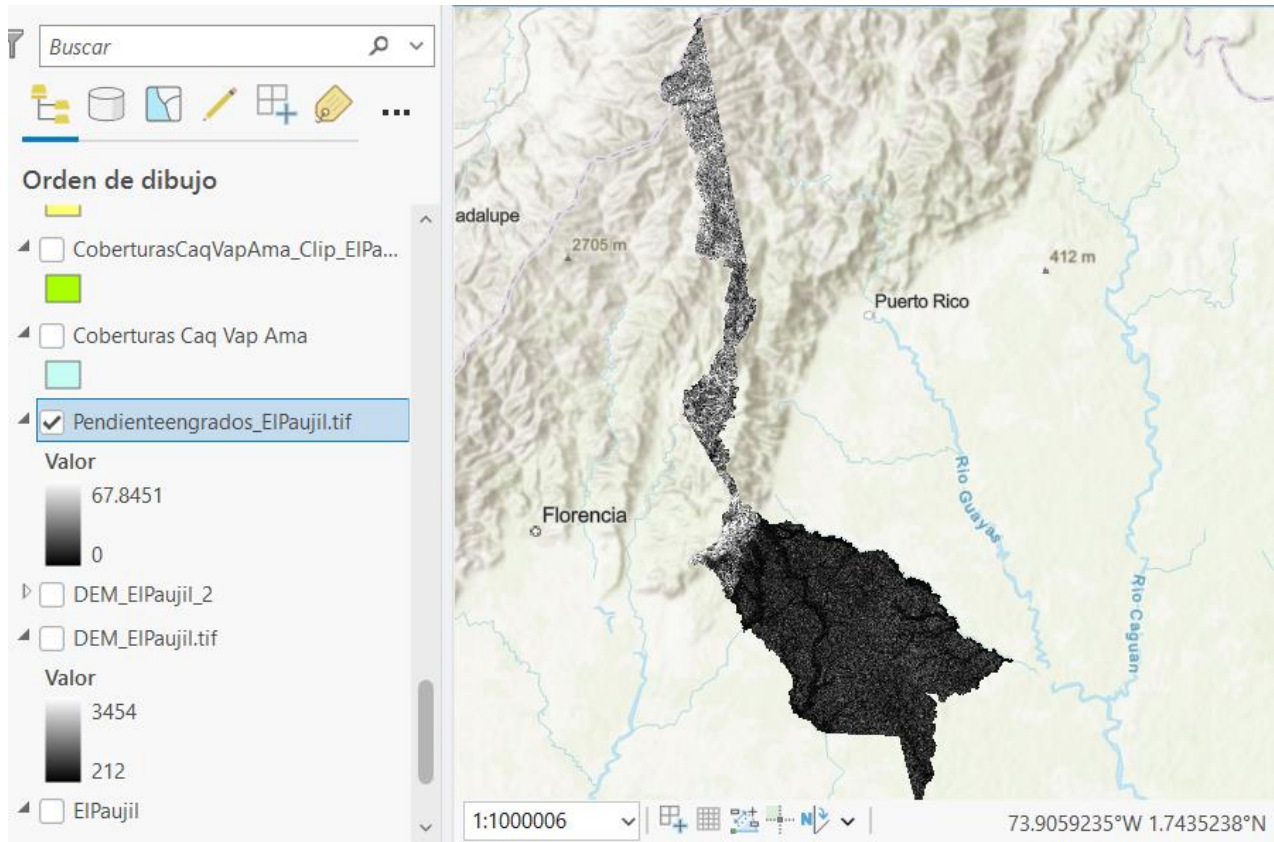 Buscar
Orden de dibujo
CoberturasCaqVapAma_Clip_ElPa...
Coberturas Caq Vap Ama
Pendienteengrados_ElPaujil.tif
Valor
67.8451
0
DEM_ElPaujil_2
DEM_ElPaujil.tif
Valor
3454
212
ElPaujil
adalupe
2705 m
412 m
Puerto Rico
Florencia
Rio Guayas
Rio Caguan
1:1000006
N
73.9059235°W 1.7435238°N